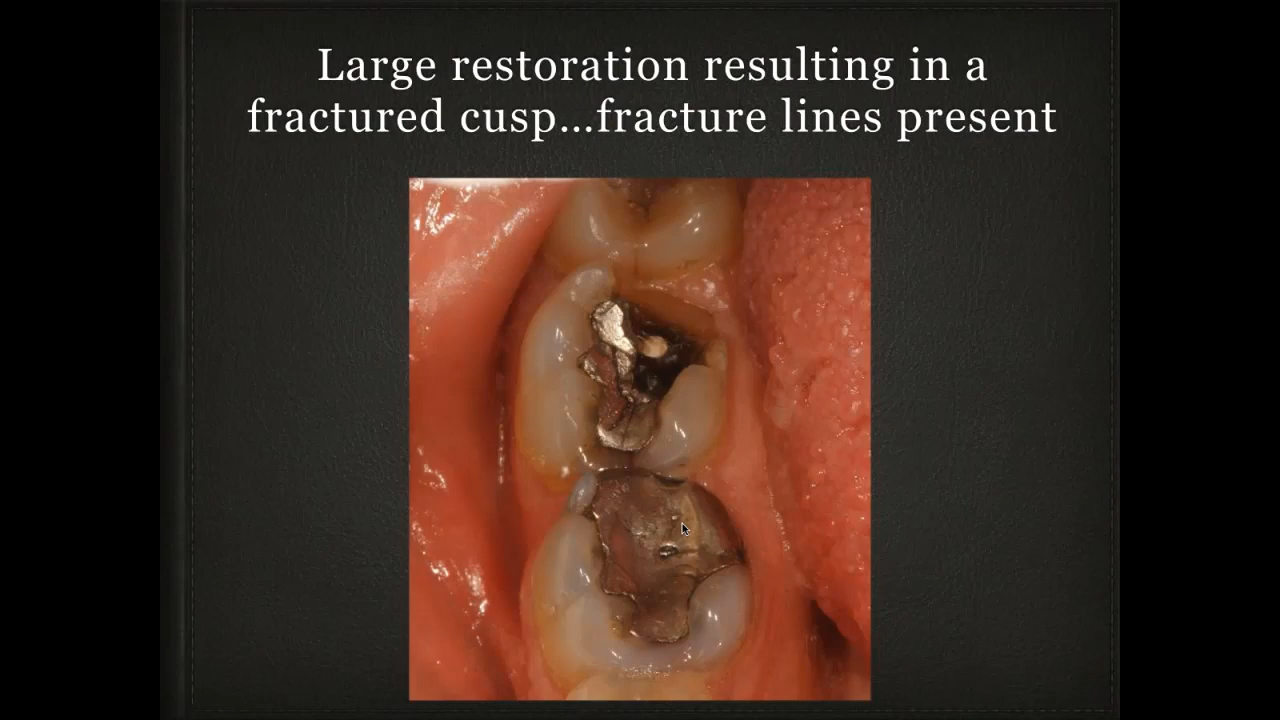 Large restoration resulting in a
fractured cusp...fracture lines present